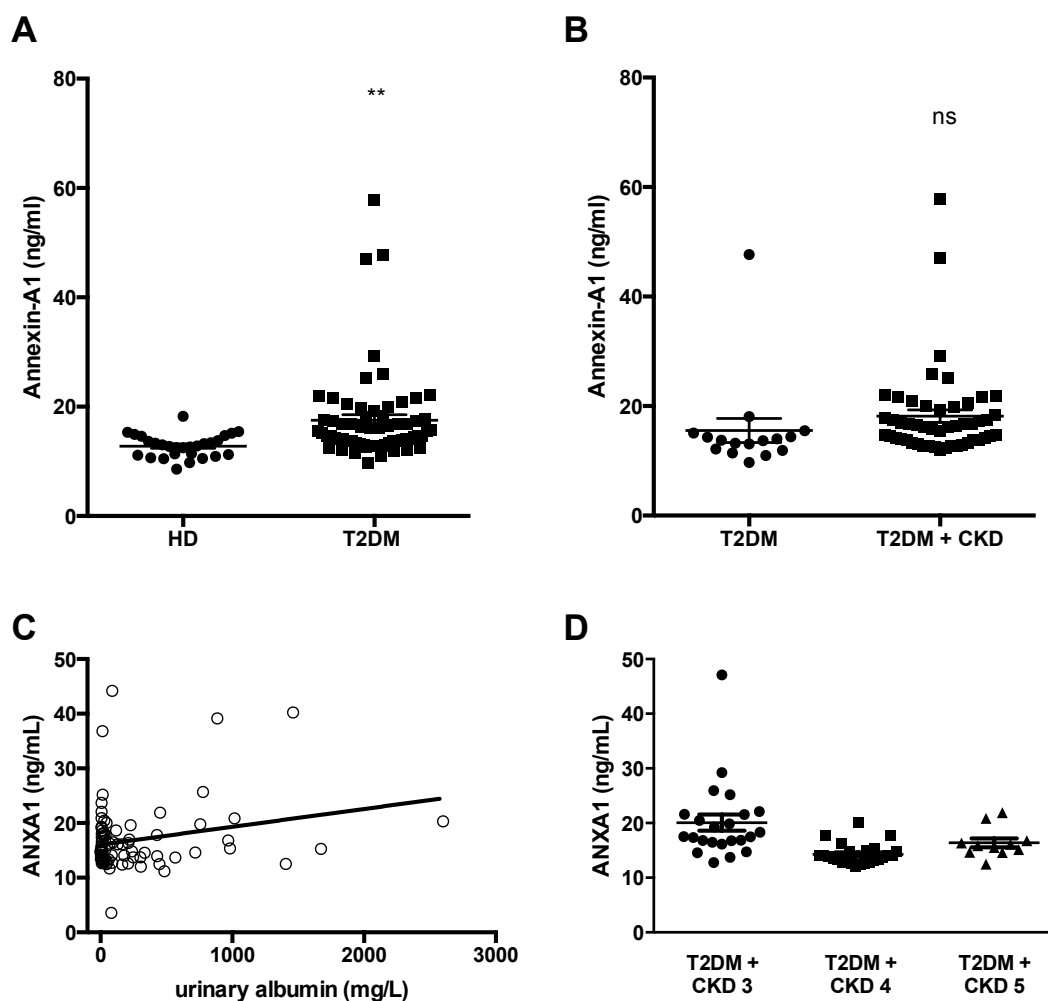 A
Annexin-A1 (ng/ml)
80
60
40
20
0
**
HD
T2DM
B
Annexin-A1 (ng/ml)
80
60
40
20
0
ns
T2DM
T2DM + CKD
C
ANXA1 (ng/mL)
50
40
30
20
10
0
0
1000
2000
3000
urinary albumin (mg/L)
D
ANXA1 (ng/mL)
50
40
30
20
10
0
T2DM +
CKD 3
T2DM +
CKD 4
T2DM +
CKD 5